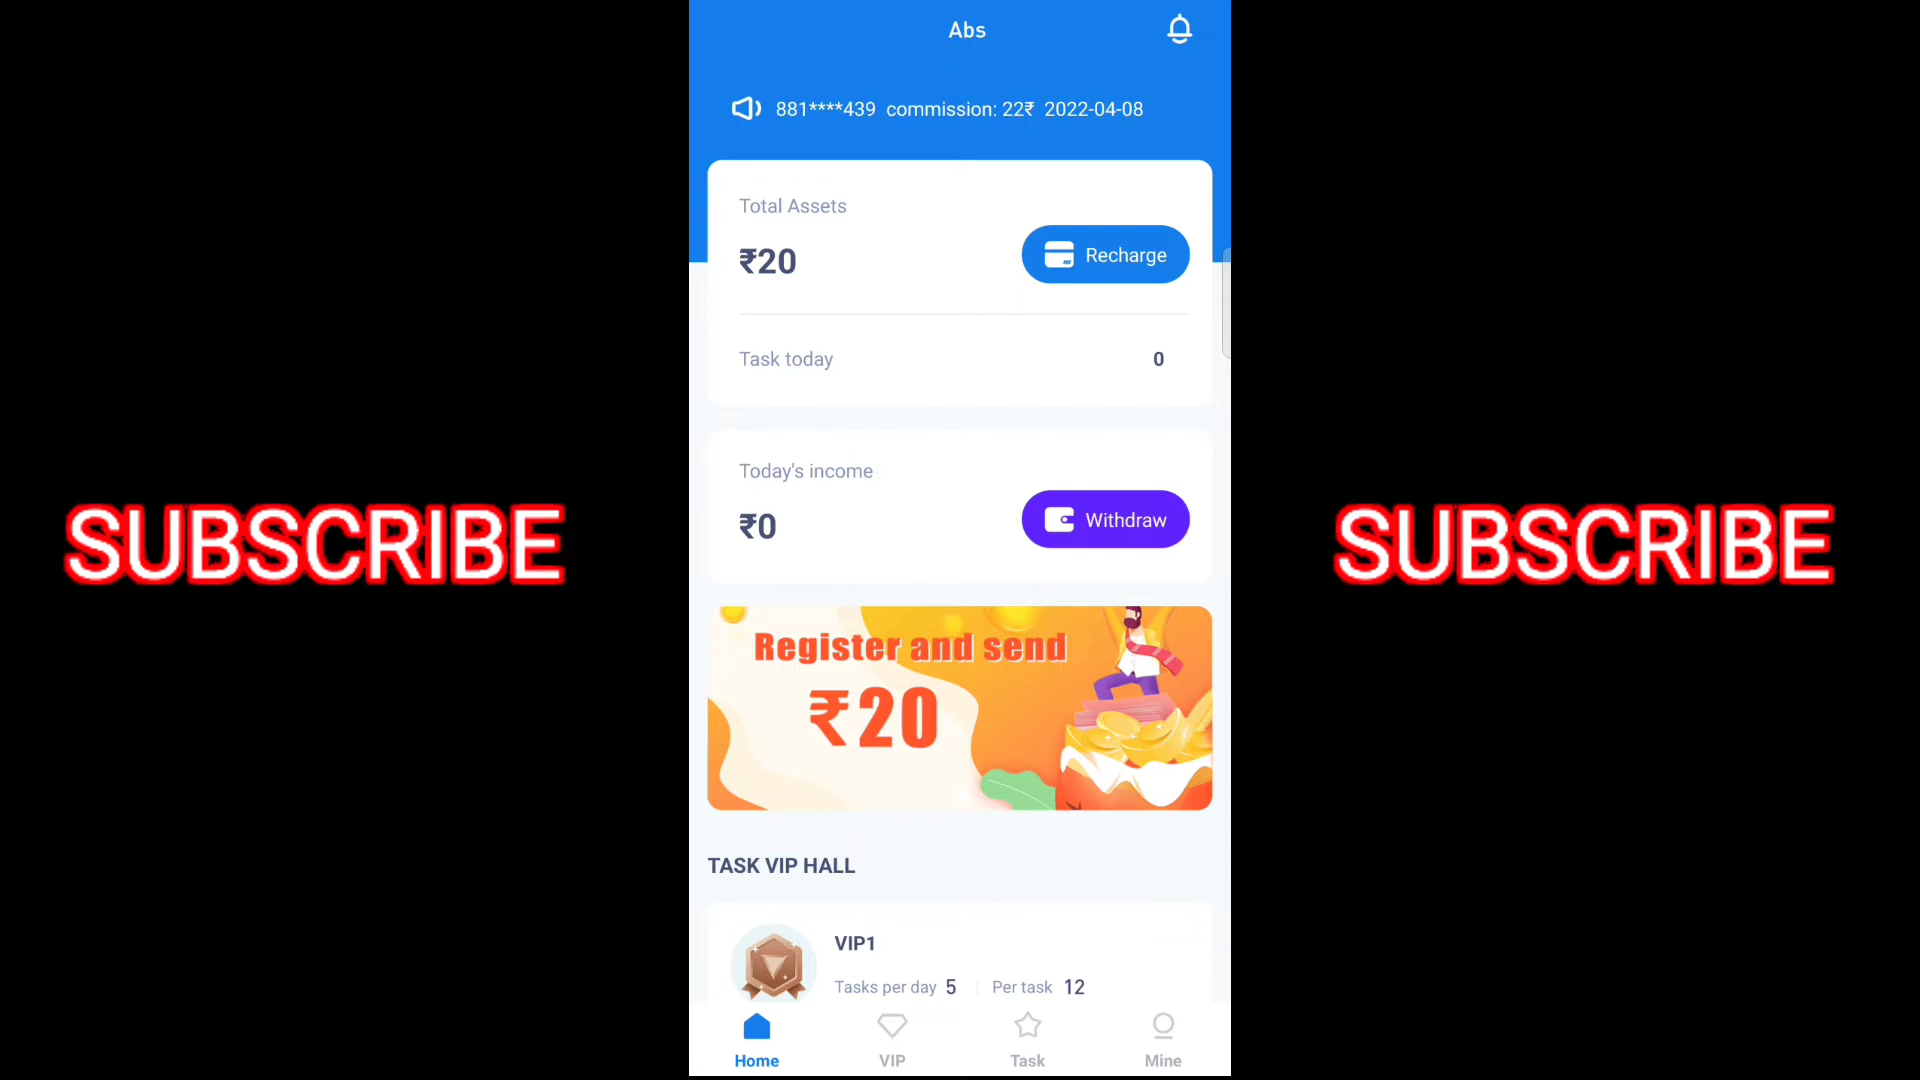 Abs
881****439 commission: 22₹ 2022-04-08
Total Assets
₹20
Recharge
Task today 0
Today's income
₹0
Withdraw
SUBSCRIBE
SUBSCRIBE
Register and send
₹20
TASK VIP HALL
VIP1
Tasks per day 5 Per task 12
Home VIP Task Mine